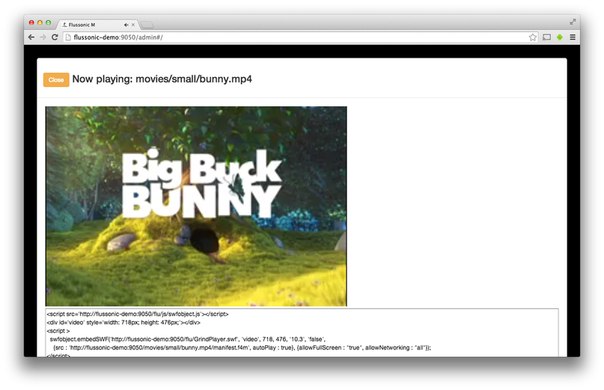 Flussonic M
flussonic-demo:9050/admin#/
Close
Now playing: movies/small/bunny.mp4
Big Buck
BUNNY
<script src='http://flussonic-demo:9050/flu/js/swfobject.js'></script>
<div id='video' style='width: 718px; height: 476px;'></div>
<script >
swfobject.embedSWF('http://flussonic-demo:9050/flu/GrindPlayer.swf', 'video', 718, 476, '10.3', 'false',
{src : 'http://flussonic-demo:9050/movies/small/bunny.mp4/manifest.f4m', autoPlay : true}, {allowFullScreen : "true", allowNetworking : "all"});
</script>